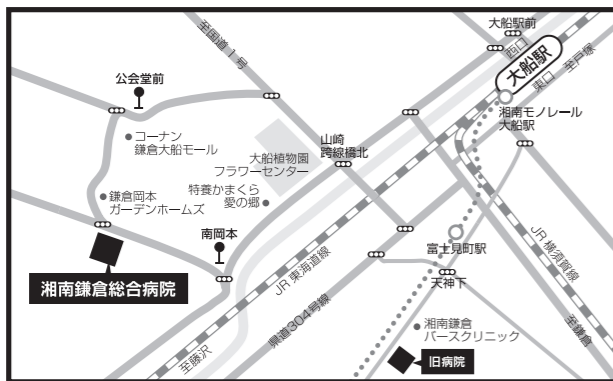 大船駅前
西口
大船駅
東口
至戸塚
至国道1号
公会堂前
湘南モノレール
大船駅
コーナン
鎌倉大船モール
山崎
跨線橋北
大船植物園
フラワーセンター
鎌倉岡本
ガーデンホームズ
特養かまくら
愛の郷
南岡本
富士見町駅
JR横須賀線
湘南鎌倉総合病院
JR東海道線
天神下
県道304号線
至鎌倉
湘南鎌倉
バースクリニック
至藤沢
旧病院